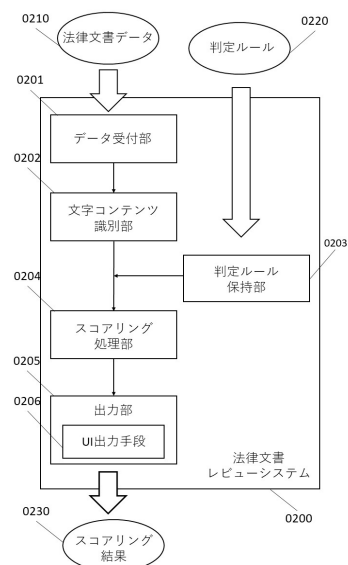 0210
法律文書データ
判定ルール
0220
0201
データ受付部
0202
文字コンテンツ
識別部
0203
判定ルール
保持部
0204
スコアリング
処理部
0205
出力部
0206
UI出力手段
法律文書
レビューシステム
0200
0230
スコアリング
結果